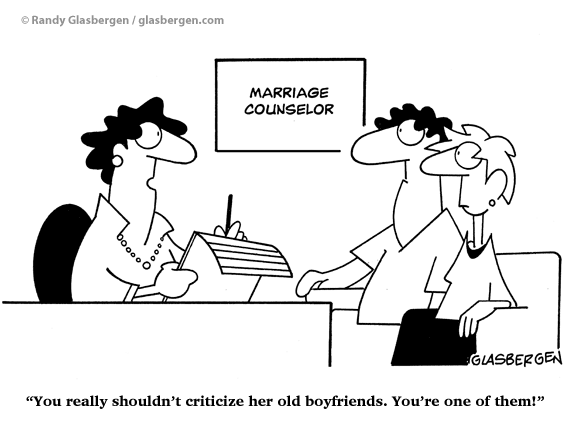 © Randy Glasbergen / glasbergen.com
MARRIAGE
COUNSELOR
GLASBERGEN
“You really shouldn’t criticize her old boyfriends. You’re one of them!”